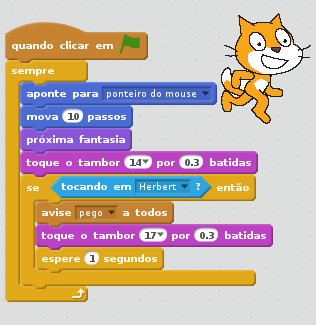 quando clicar em
sempre
aponte para ponteiro do mouse
mova 10 passos
próxima fantasia
toque o tambor 14 por 0.3 batidas
se tocando em Herbert ? então
avise pego a todos
toque o tambor 17 por 0.3 batidas
espere 1 segundos